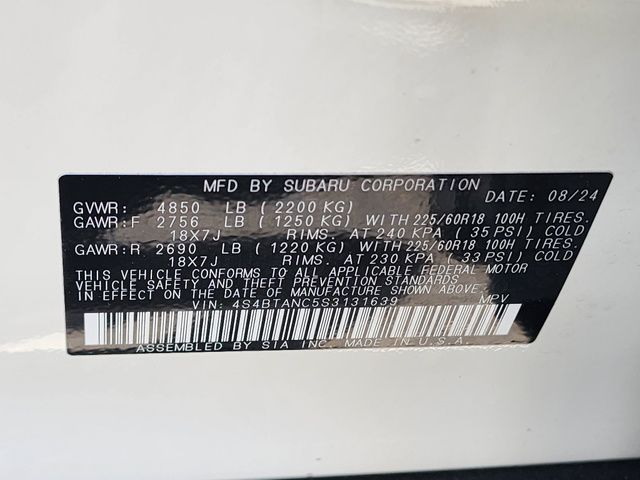 MFD BY SUBARU CORPORATION DATE: 08/24
GVWR: 4850 LB (2200 KG)
GAWR:F 2756 LB (1250 KG) WITH 225/60R18 100H TIRES.
18X7J RIMS. AT 240 KPA (35 PSI) COLD
GAWR:R 2690 LB (1220 KG) WITH 225/60R18 100H TIRES.
18X7J RIMS. AT 230 KPA (33 PSI) COLD
THIS VEHICLE CONFORMS TO ALL APPLICABLE FEDERAL MOTOR
VEHICLE SAFETY AND THEFT PREVENTION STANDARDS
IN EFFECT ON THE DATE OF MANUFACTURE SHOWN ABOVE.
VIN: 4S4BTANC5S3131639 MPV
ASSEMBLED BY SIA INC. MADE IN U.S.A.